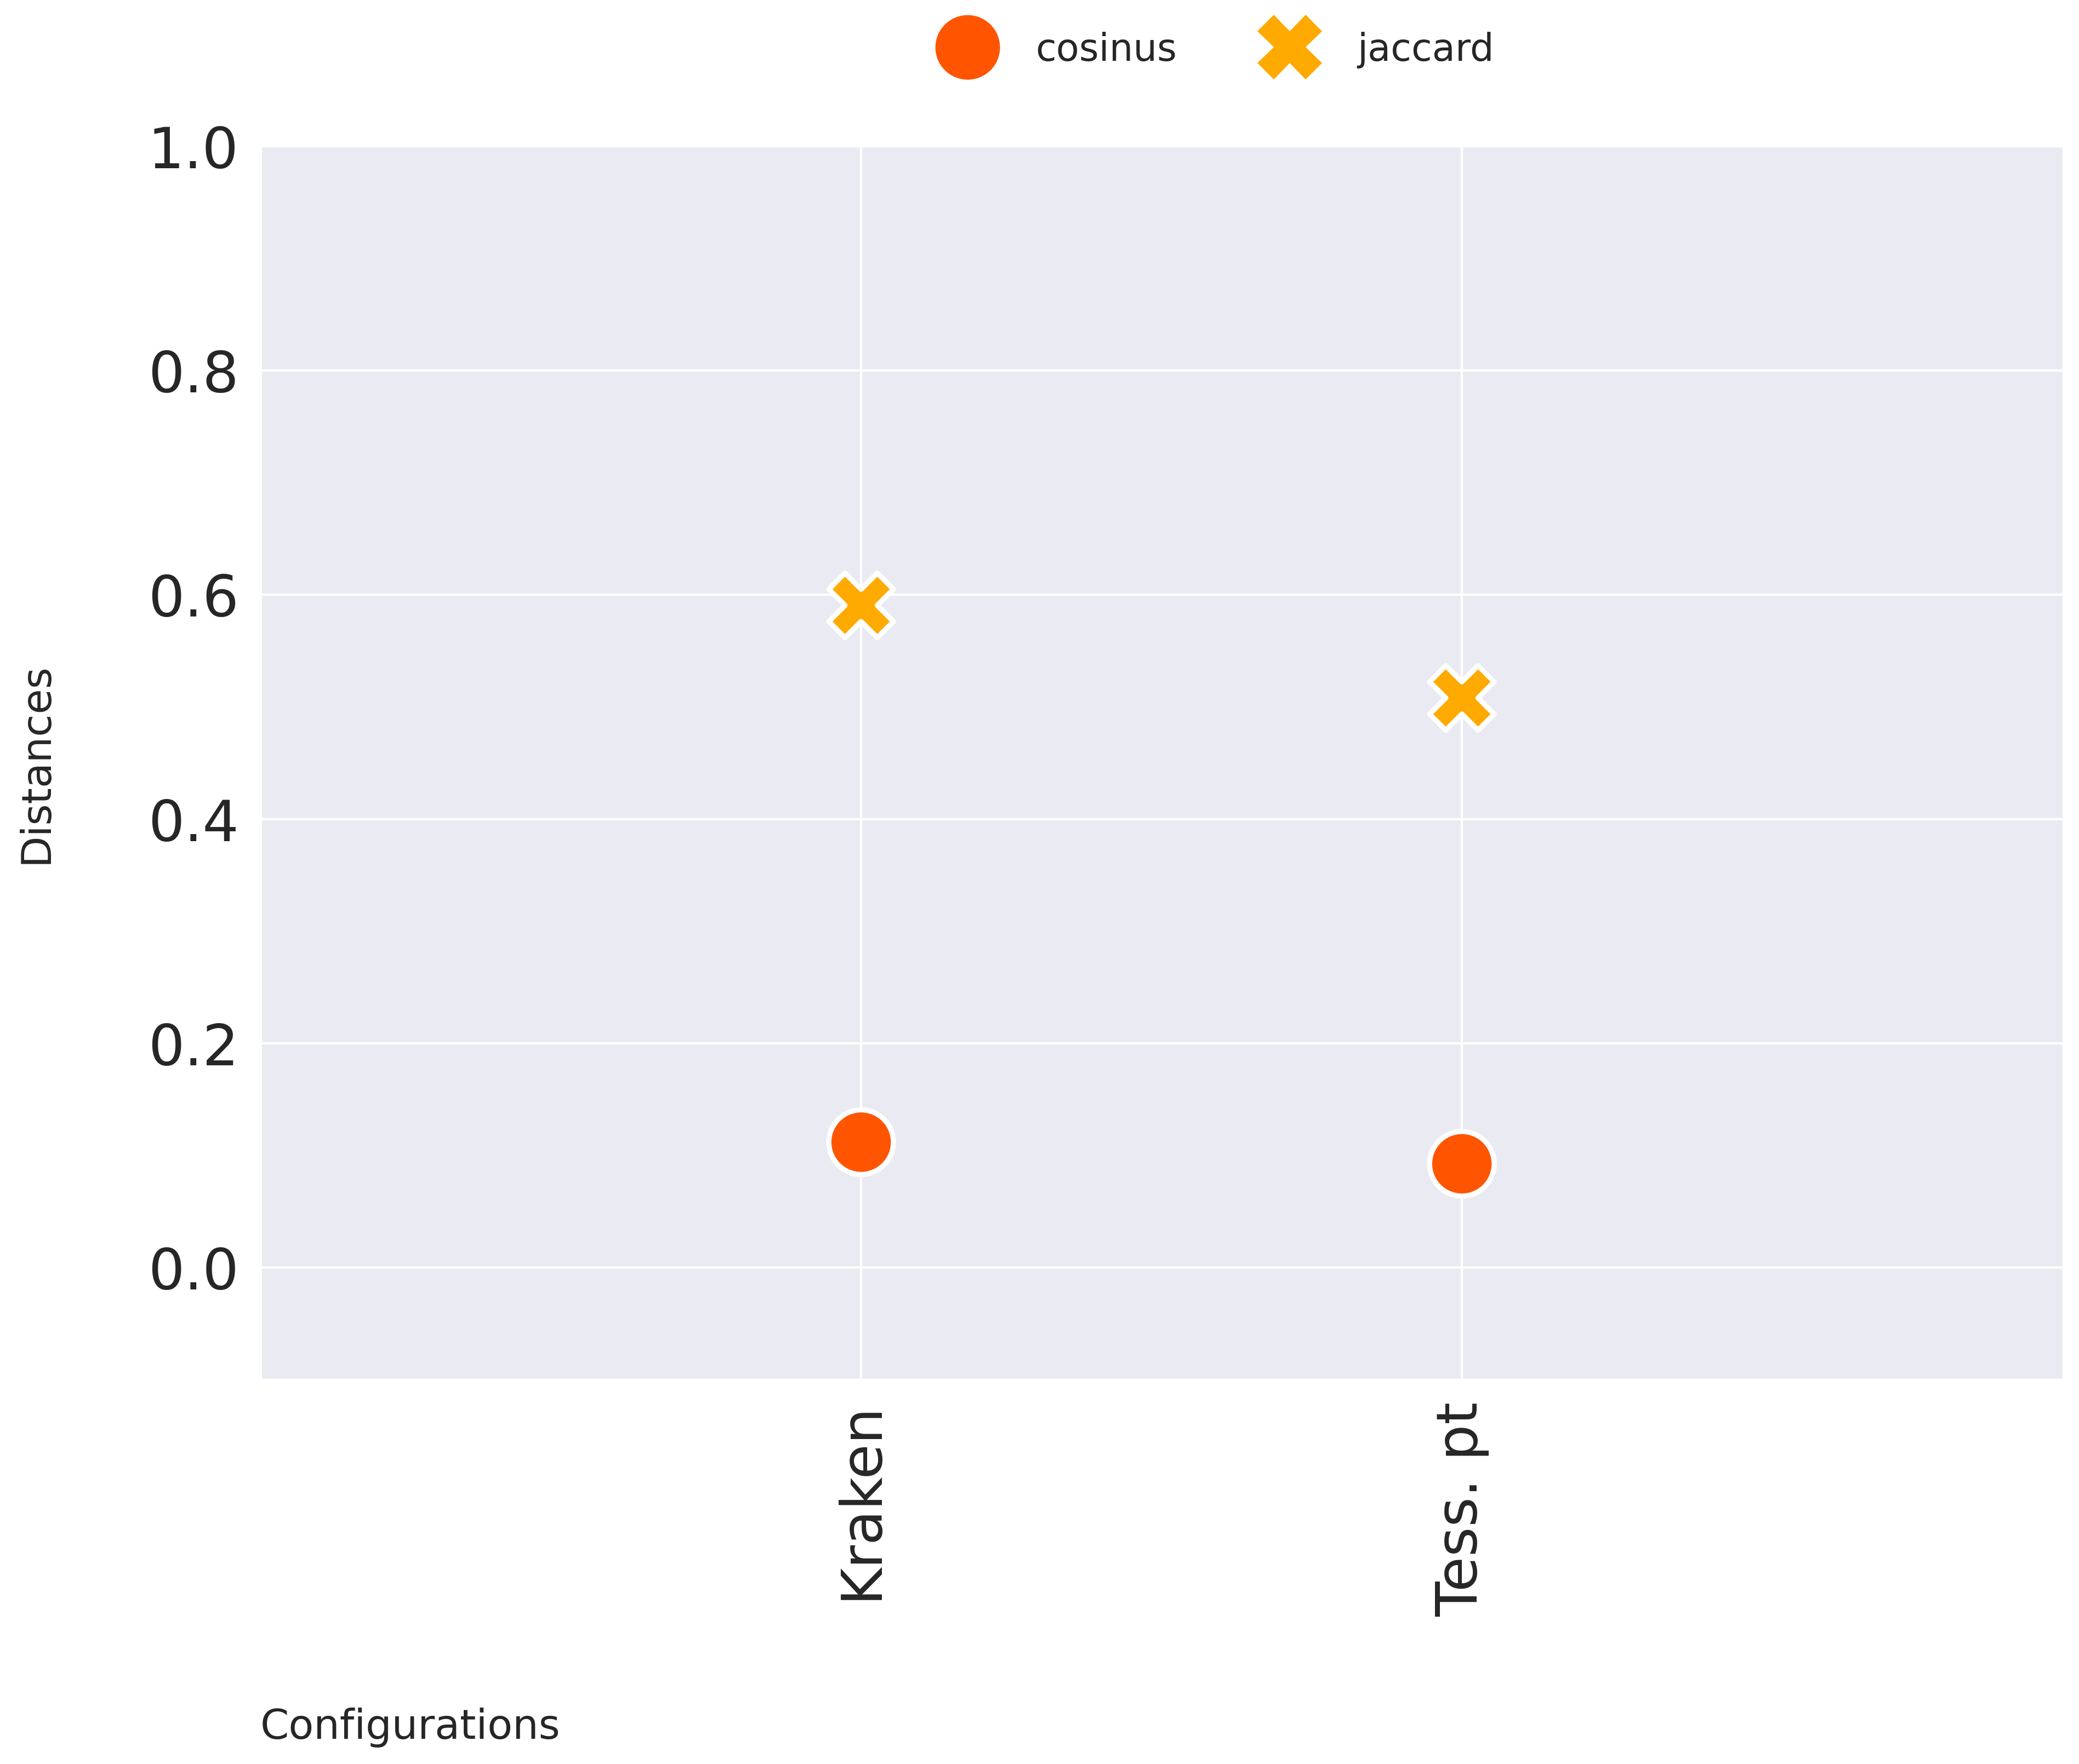 cosinus jaccard
1.0
0.8
0.6
0.4
0.2
0.0
Distances
Kraken
Tess. pt
Configurations